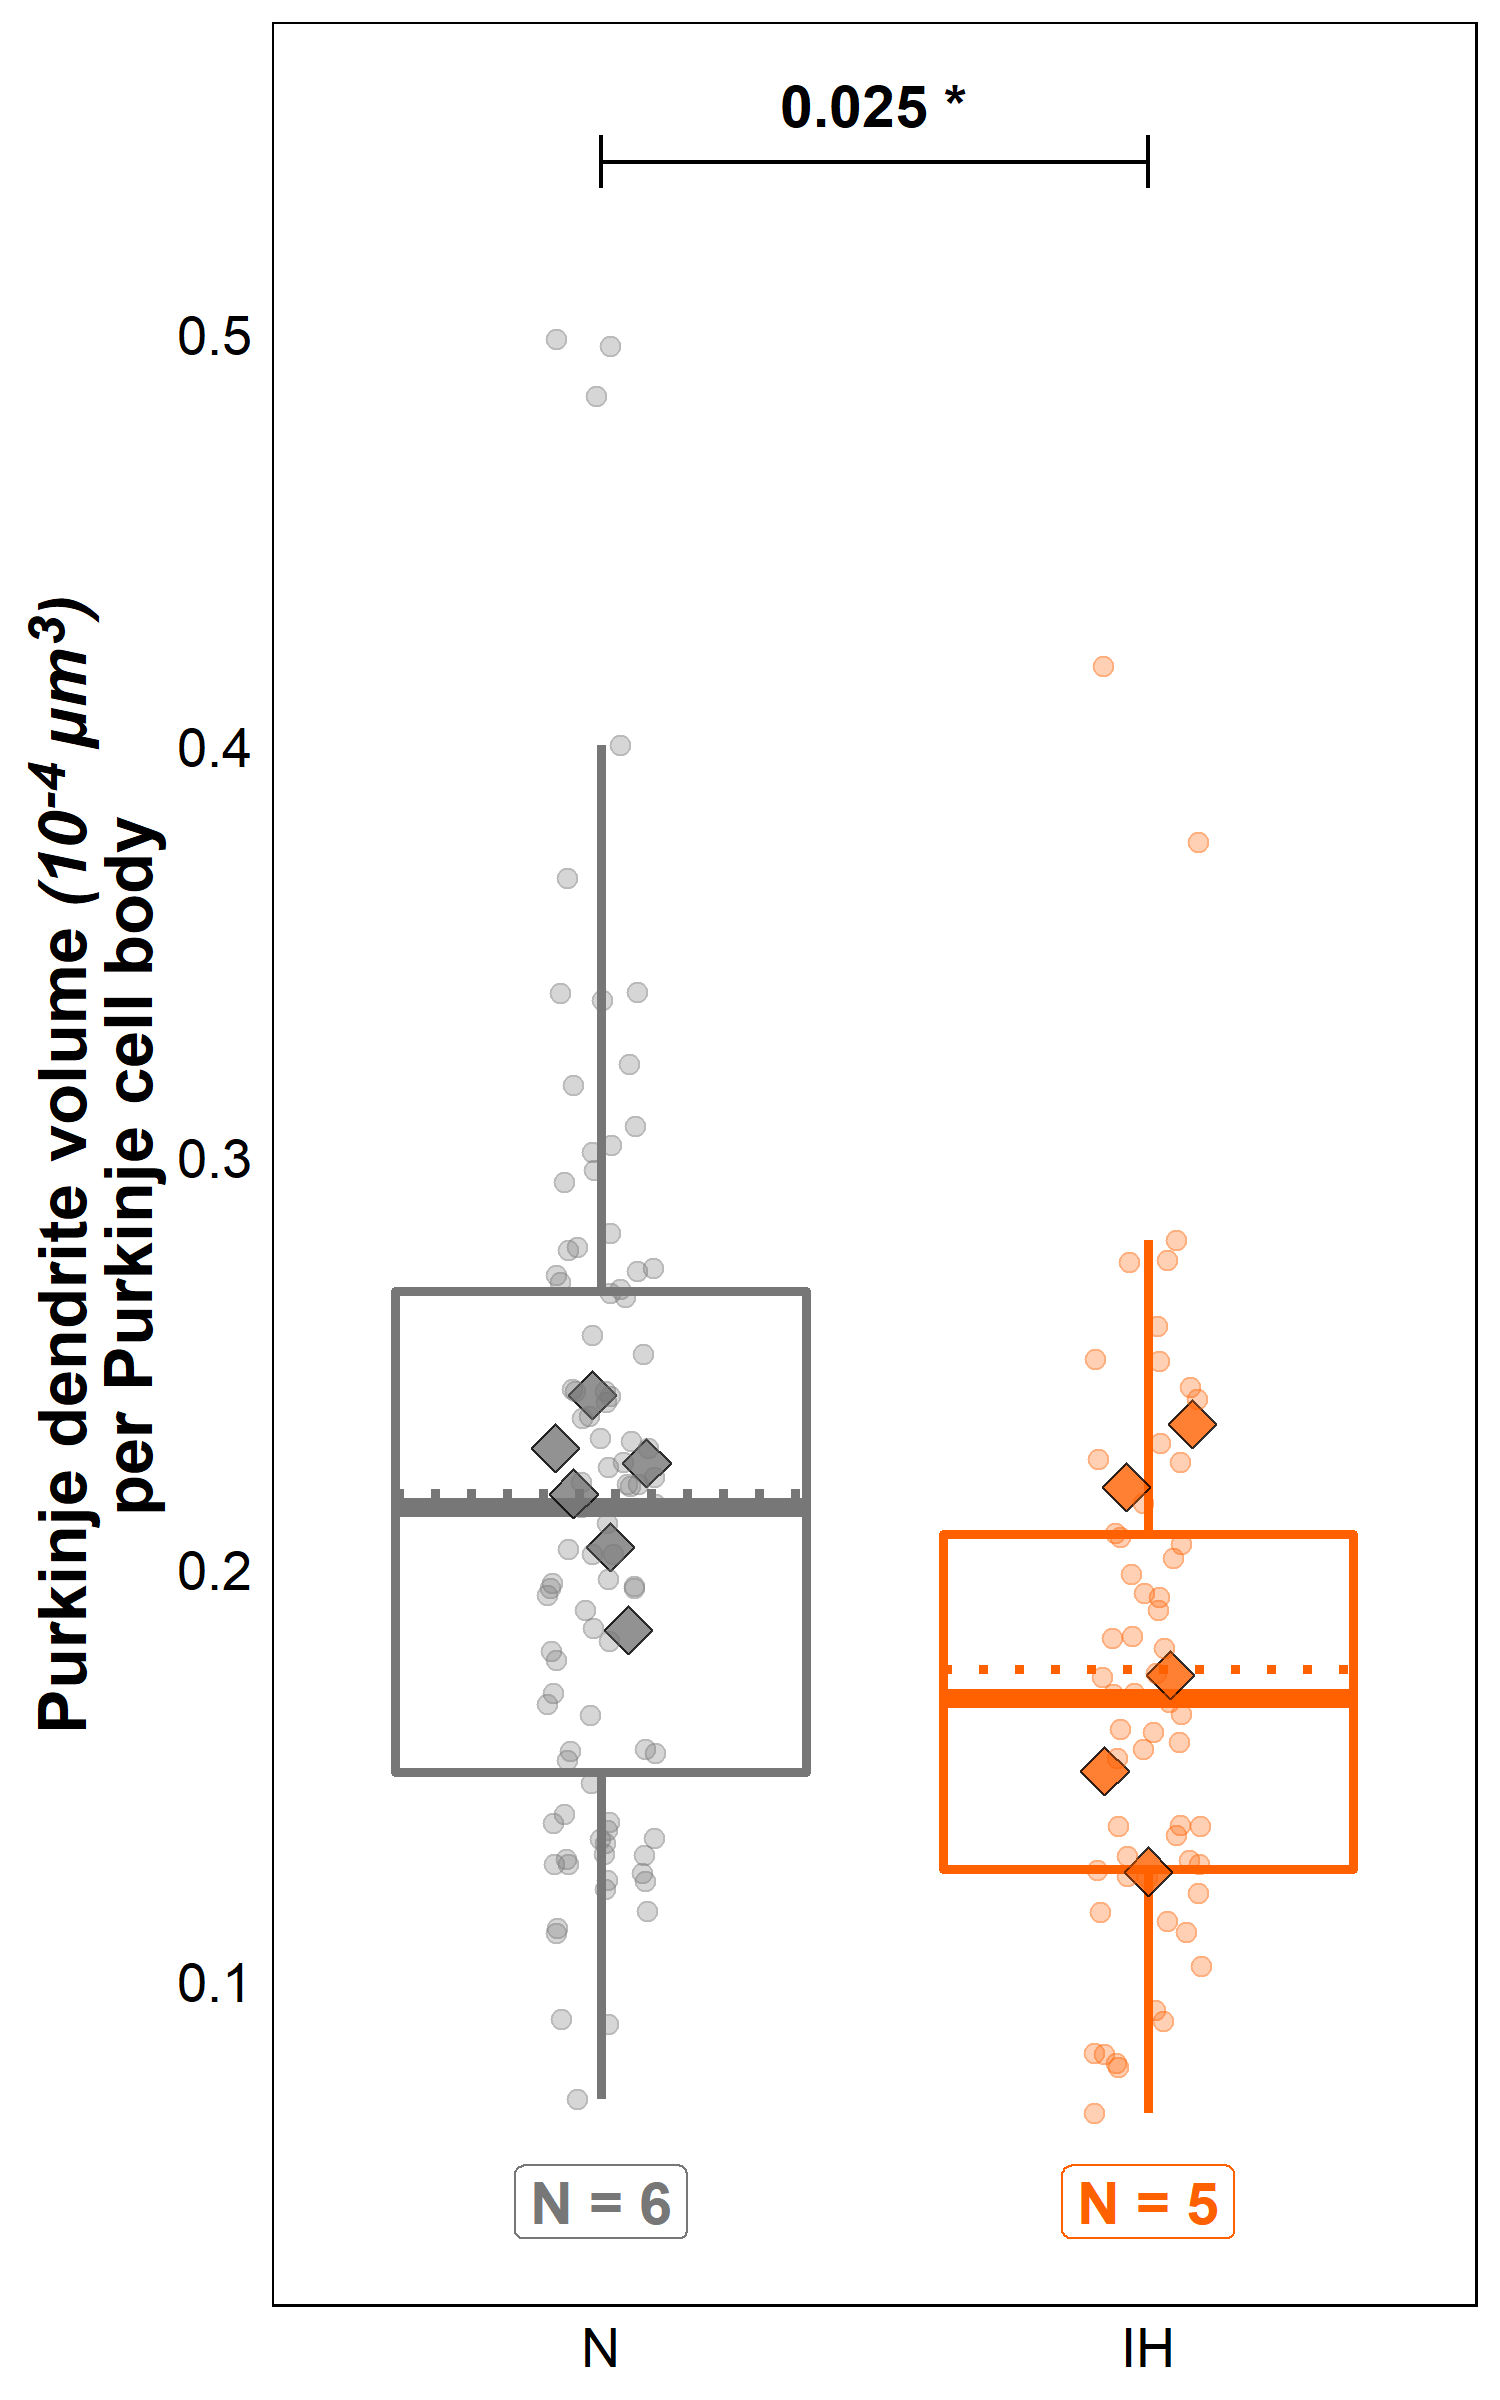 0.025 *
Purkinje dendrite volume (10⁻⁴ µm³)
per Purkinje cell body
0.5
0.4
0.3
0.2
0.1
N = 6
N = 5
N
IH